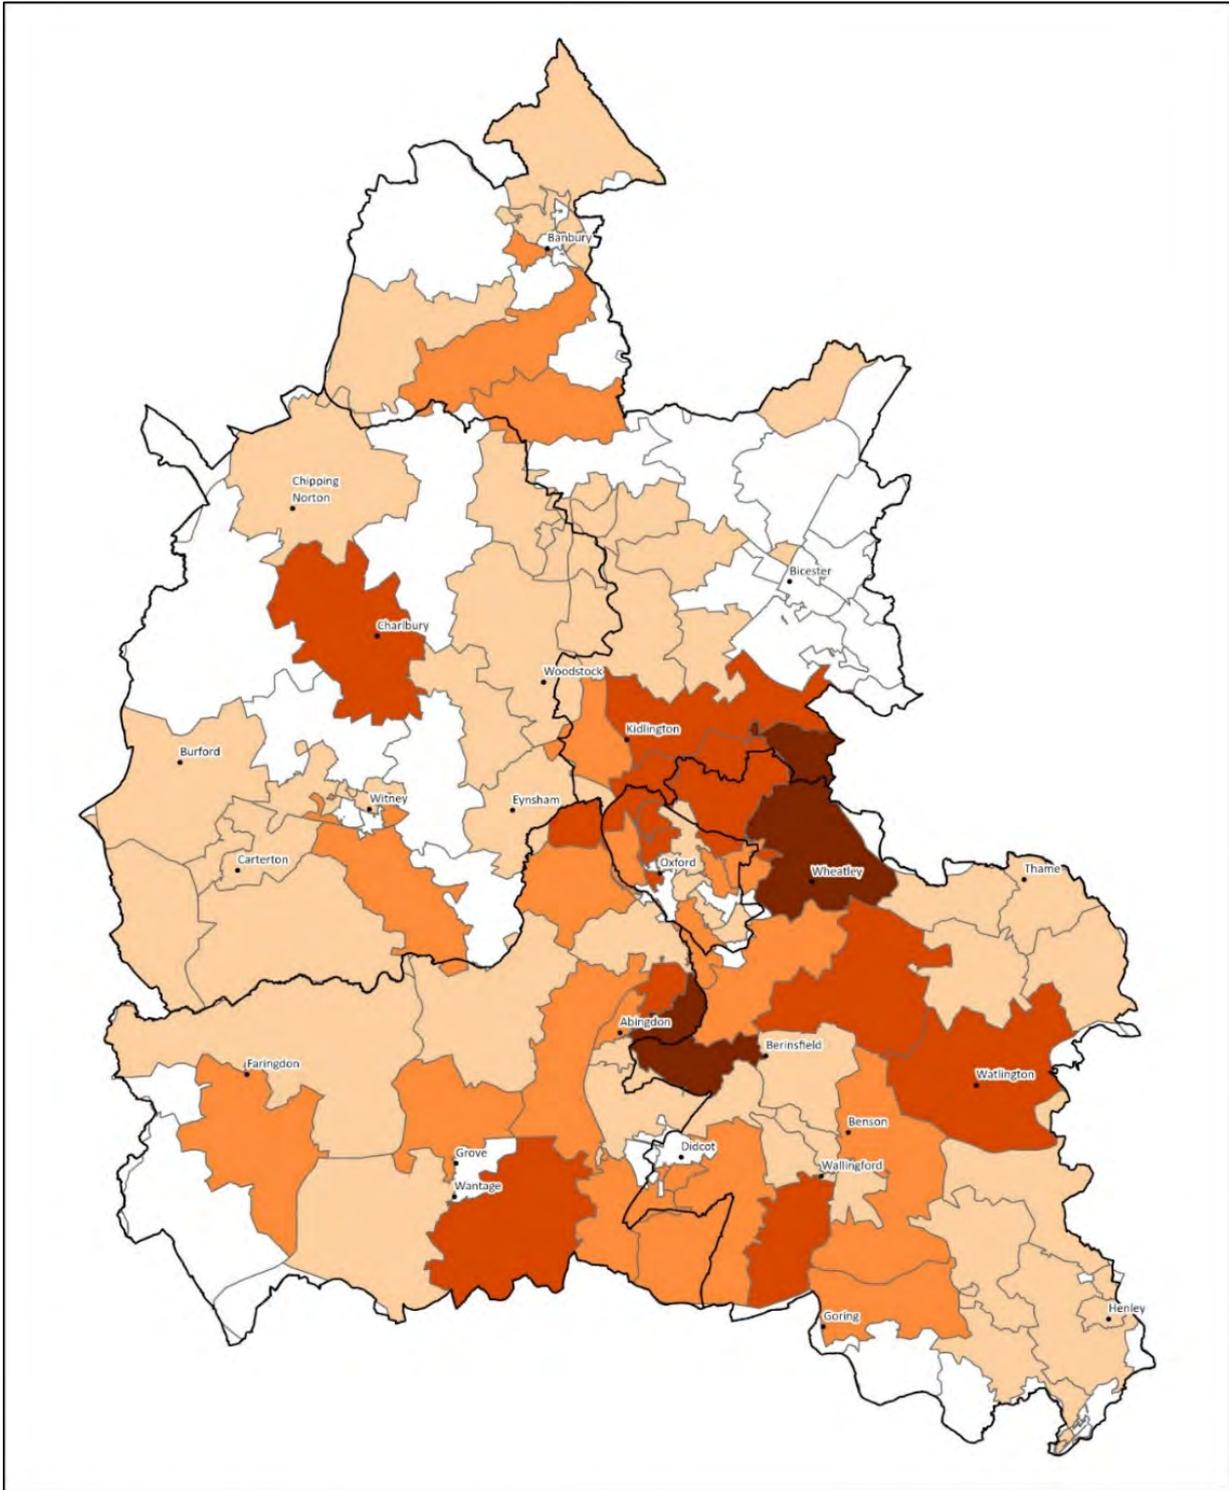 Banbury
Chipping
Norton
Bicester
Charlbury
Woodstock
Kidlington
Burford
Witney
Eynsham
Carterton
Oxford
Wheatley
Thame
Abingdon
Berinsfield
Faringdon
Watlington
Benson
Didcot
Grove
Wallingford
Wantage
Henley
Goring